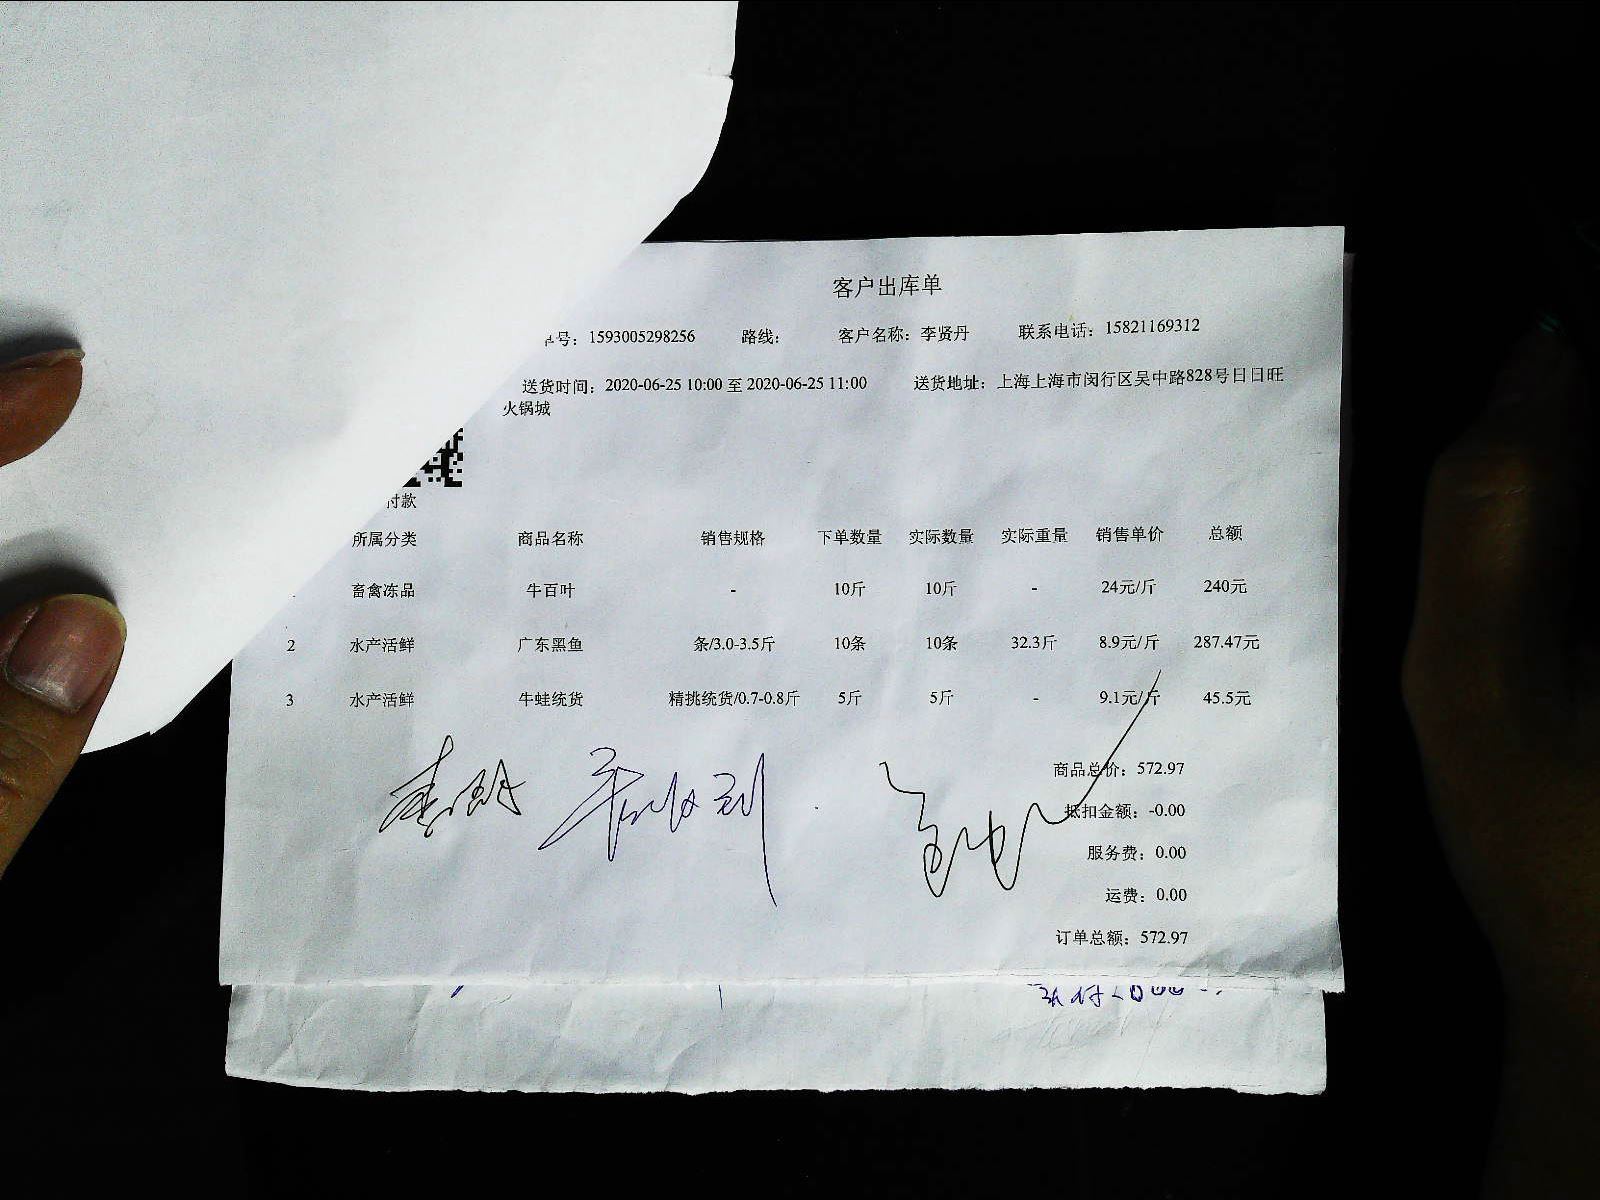 客户出库单
单号：1593005298256 路线： 客户名称：李贤丹 联系电话：15821169312
送货时间：2020-06-25 10:00 至 2020-06-25 11:00 送货地址：上海上海市闵行区吴中路828号日日旺
火锅城
付款
所属分类 商品名称 销售规格 下单数量 实际数量 实际重量 销售单价 总额
畜禽冻品 牛百叶 - 10斤 10斤 - 24元/斤 240元
2 水产活鲜 广东黑鱼 条/3.0-3.5斤 10条 10条 32.3斤 8.9元/斤 287.47元
3 水产活鲜 牛蛙统货 精挑统货/0.7-0.8斤 5斤 5斤 - 9.1元/斤 45.5元
商品总价：572.97
抵扣金额：-0.00
服务费：0.00
运费：0.00
订单总额：572.97